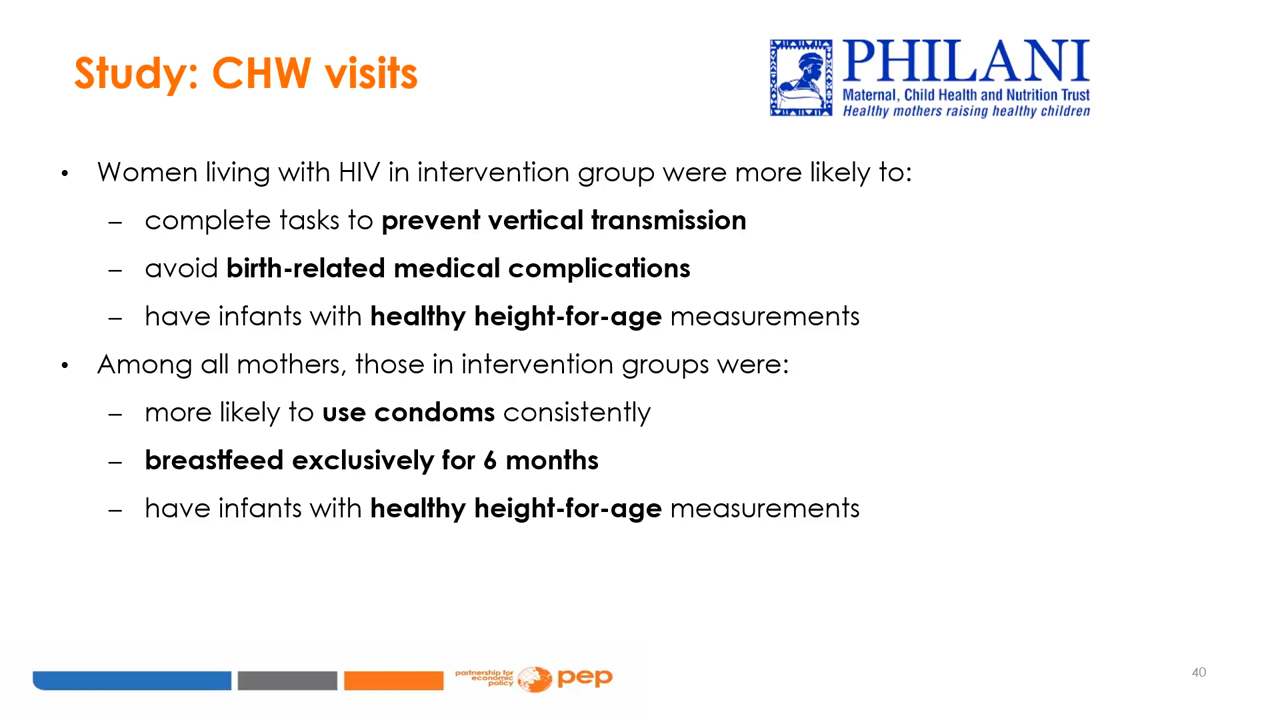 Study: CHW visits
PHILANI
Maternal, Child Health and Nutrition Trust
Healthy mothers raising healthy children
• Women living with HIV in intervention group were more likely to:
– complete tasks to prevent vertical transmission
– avoid birth-related medical complications
– have infants with healthy height-for-age measurements
• Among all mothers, those in intervention groups were:
– more likely to use condoms consistently
– breastfeed exclusively for 6 months
– have infants with healthy height-for-age measurements
partnership for
economic
policy
pep
40